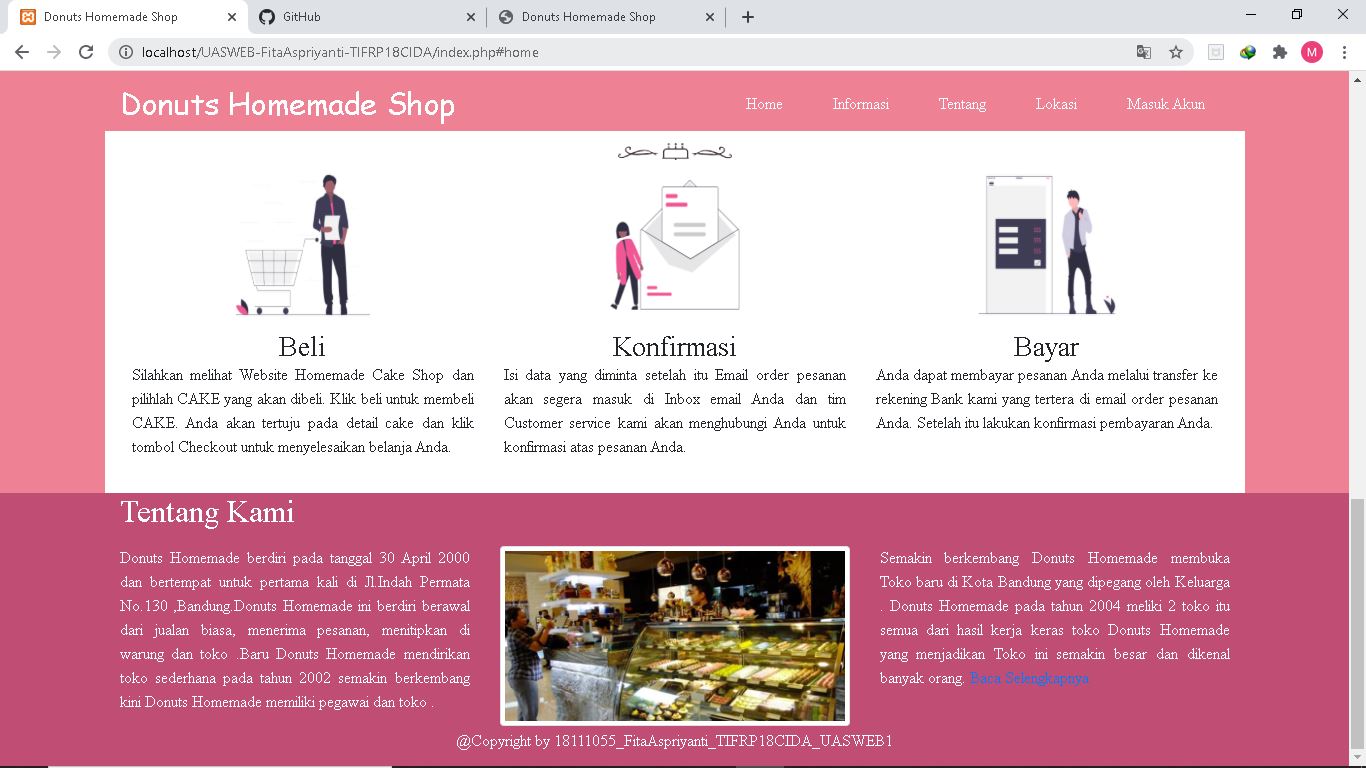 Donuts Homemade Shop
GitHub
Donuts Homemade Shop
localhost/UASWEB-FitaAspriyanti-TIFRP18CIDA/index.php#home
M
Donuts Homemade Shop
Home
Informasi
Tentang
Lokasi
Masuk Akun
Beli
Silahkan melihat Website Homemade Cake Shop dan
pilihlah CAKE yang akan dibeli. Klik beli untuk membeli
CAKE. Anda akan tertuju pada detail cake dan klik
tombol Checkout untuk menyelesaikan belanja Anda.
Konfirmasi
Isi data yang diminta setelah itu Email order pesanan
akan segera masuk di Inbox email Anda dan tim
Customer service kami akan menghubungi Anda untuk
konfirmasi atas pesanan Anda.
Bayar
Anda dapat membayar pesanan Anda melalui transfer ke
rekening Bank kami yang tertera di email order pesanan
Anda. Setelah itu lakukan konfirmasi pembayaran Anda.
Tentang Kami
Donuts Homemade berdiri pada tanggal 30 April 2000
dan bertempat untuk pertama kali di Jl.Indah Permata
No.130 ,Bandung.Donuts Homemade ini berdiri berawal
dari jualan biasa, menerima pesanan, menitipkan di
warung dan toko .Baru Donuts Homemade mendirikan
toko sederhana pada tahun 2002 semakin berkembang
kini Donuts Homemade memiliki pegawai dan toko .
Semakin berkembang Donuts Homemade membuka
Toko baru di Kota Bandung yang dipegang oleh Keluarga
. Donuts Homemade pada tahun 2004 meliki 2 toko itu
semua dari hasil kerja keras toko Donuts Homemade
yang menjadikan Toko ini semakin besar dan dikenal
banyak orang. Baca Selengkapnya
@Copyright by 18111055_FitaAspriyanti_TIFRP18CIDA_UASWEB1